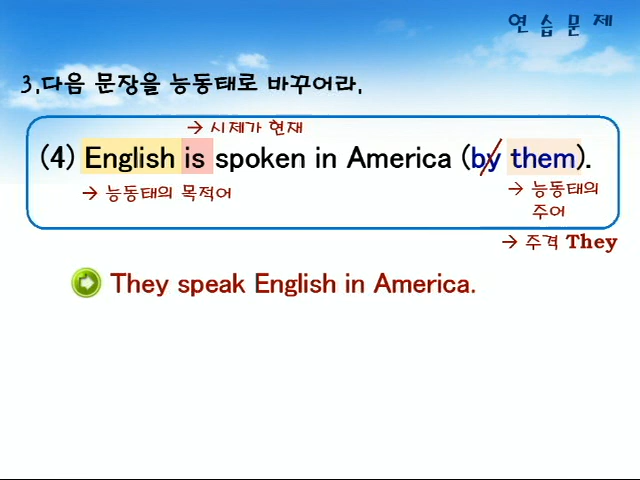 연습문제
3.다음 문장을 능동태로 바꾸어라.
→ 시제가 현재
(4) English is spoken in America (by them).
→ 능동태의 목적어
→ 능동태의
주어
→ 주격 They
They speak English in America.